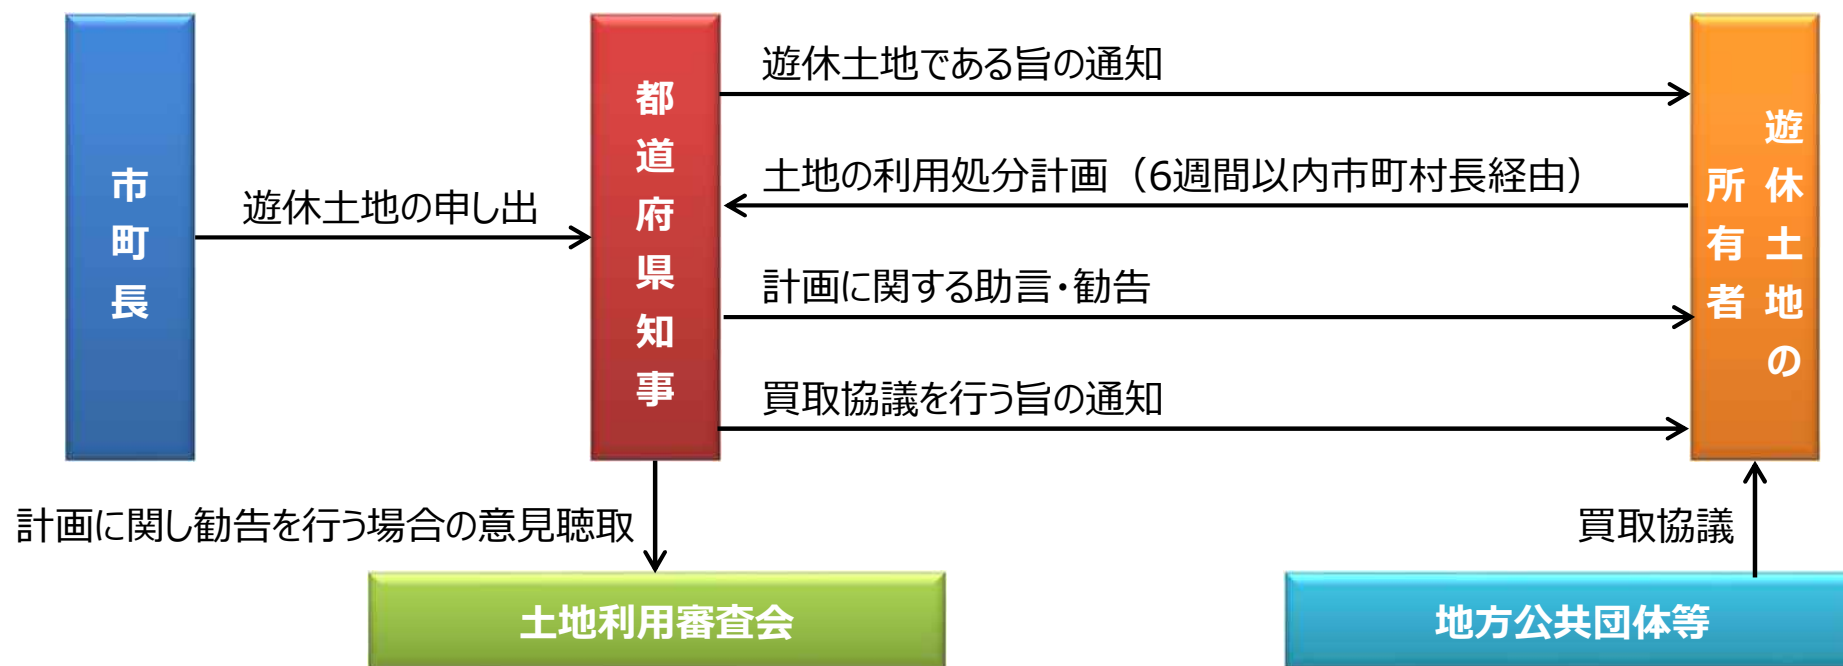 市町長
遊休土地の申し出
都道府県知事
遊休土地である旨の通知
土地の利用処分計画（6週間以内市町村長経由）
計画に関する助言・勧告
買取協議を行う旨の通知
遊休土地の
所有者
計画に関し勧告を行う場合の意見聴取
買取協議
土地利用審査会
地方公共団体等